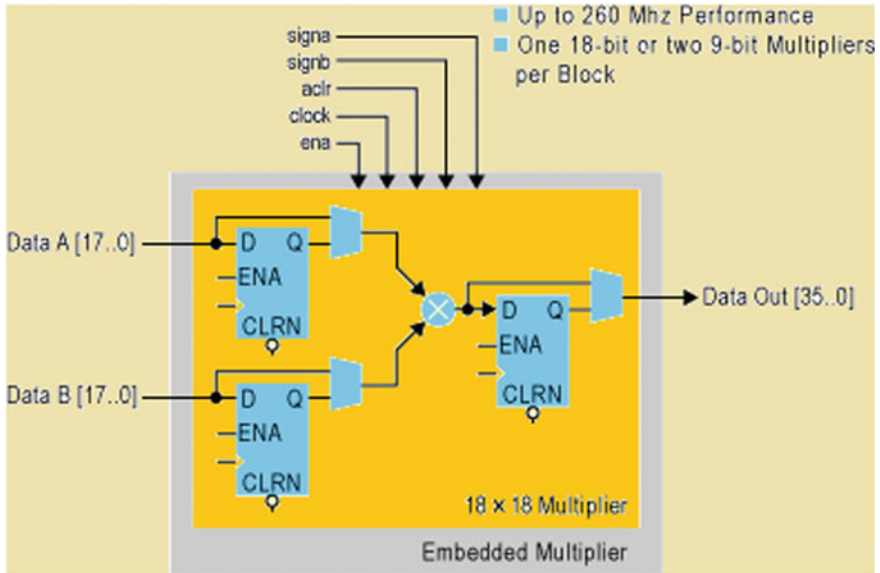 Up to 260 Mhz Performance
One 18-bit or two 9-bit Multipliers
per Block
signa
signb
aclr
clock
ena
Data A [17..0]
D Q
ENA
CLRN
Data B [17..0]
D Q
ENA
CLRN
D Q
ENA
CLRN
Data Out [35..0]
18 × 18 Multiplier
Embedded Multiplier